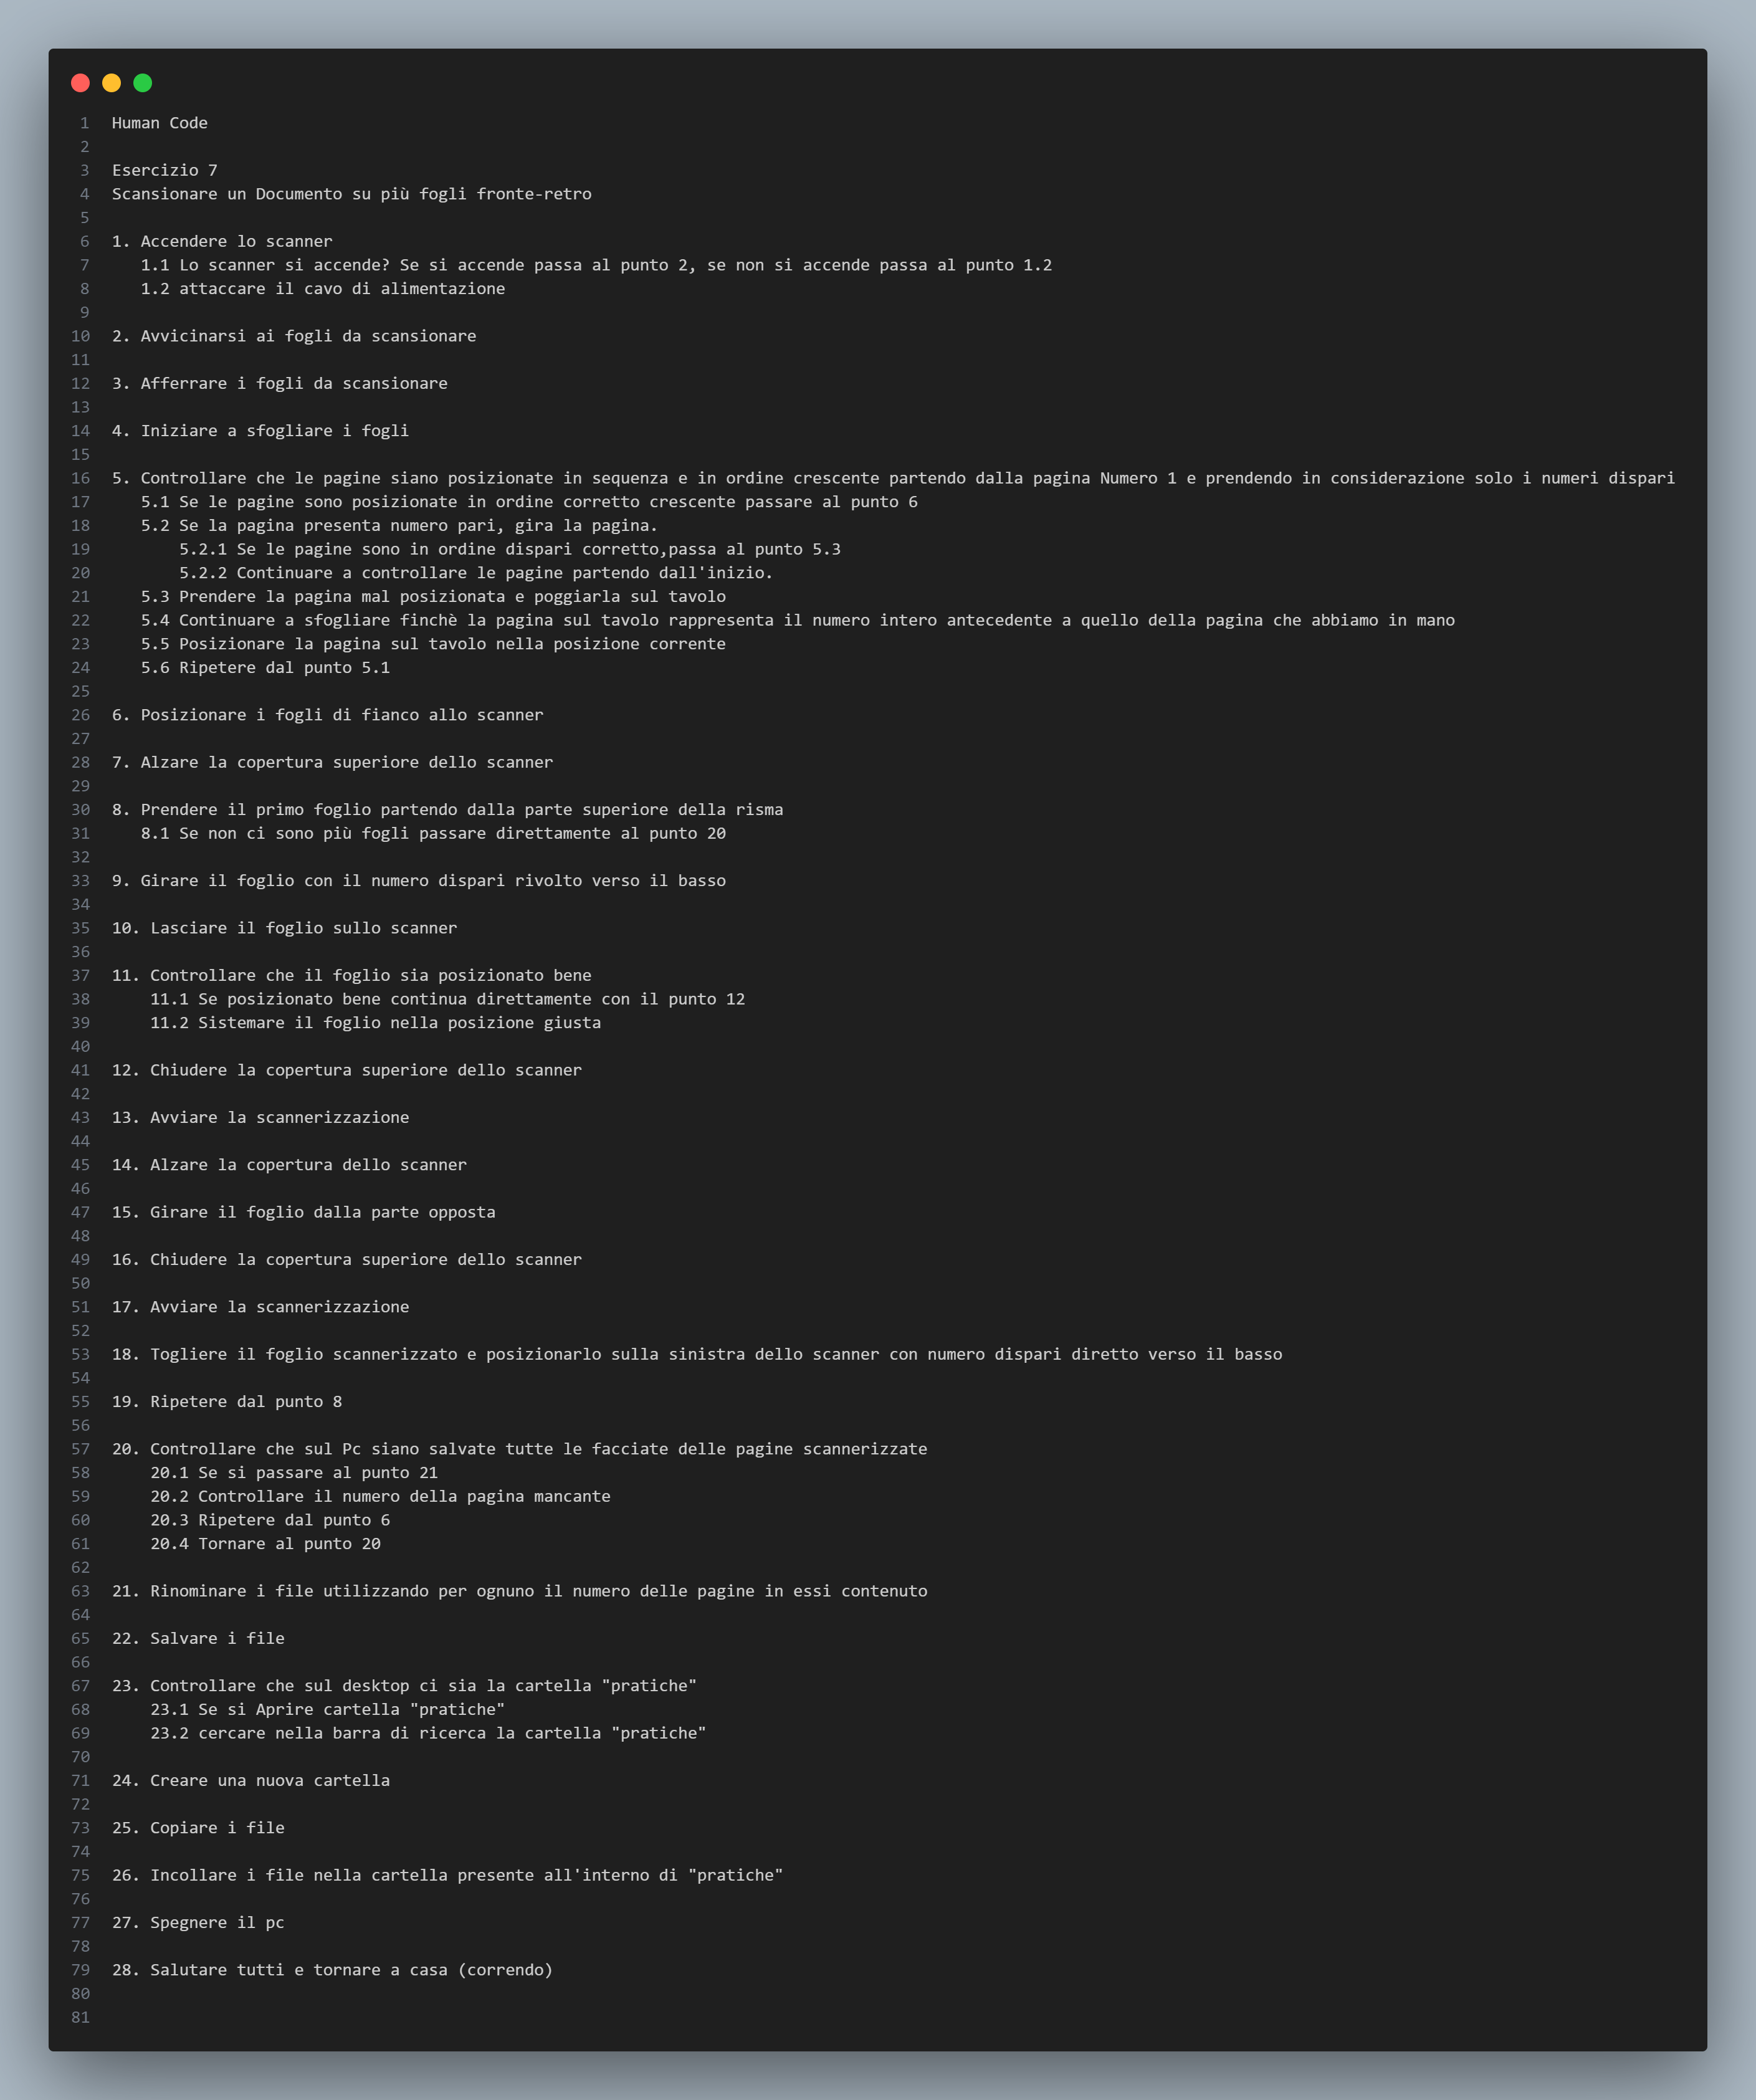 1 Human Code
2
3 Esercizio 7
4 Scansionare un Documento su più fogli fronte-retro
5
6 1. Accendere lo scanner
7 1.1 Lo scanner si accende? Se si accende passa al punto 2, se non si accende passa al punto 1.2
8 1.2 attaccare il cavo di alimentazione
9
10 2. Avvicinarsi ai fogli da scansionare
11
12 3. Afferrare i fogli da scansionare
13
14 4. Iniziare a sfogliare i fogli
15
16 5. Controllare che le pagine siano posizionate in sequenza e in ordine crescente partendo dalla pagina Numero 1 e prendendo in considerazione solo i numeri dispari
17 5.1 Se le pagine sono posizionate in ordine corretto crescente passare al punto 6
18 5.2 Se la pagina presenta numero pari, gira la pagina.
19 5.2.1 Se le pagine sono in ordine dispari corretto,passa al punto 5.3
20 5.2.2 Continuare a controllare le pagine partendo dall'inizio.
21 5.3 Prendere la pagina mal posizionata e poggiarla sul tavolo
22 5.4 Continuare a sfogliare finchè la pagina sul tavolo rappresenta il numero intero antecedente a quello della pagina che abbiamo in mano
23 5.5 Posizionare la pagina sul tavolo nella posizione corrente
24 5.6 Ripetere dal punto 5.1
25
26 6. Posizionare i fogli di fianco allo scanner
27
28 7. Alzare la copertura superiore dello scanner
29
30 8. Prendere il primo foglio partendo dalla parte superiore della risma
31 8.1 Se non ci sono più fogli passare direttamente al punto 20
32
33 9. Girare il foglio con il numero dispari rivolto verso il basso
34
35 10. Lasciare il foglio sullo scanner
36
37 11. Controllare che il foglio sia posizionato bene
38 11.1 Se posizionato bene continua direttamente con il punto 12
39 11.2 Sistemare il foglio nella posizione giusta
40
41 12. Chiudere la copertura superiore dello scanner
42
43 13. Avviare la scannerizzazione
44
45 14. Alzare la copertura dello scanner
46
47 15. Girare il foglio dalla parte opposta
48
49 16. Chiudere la copertura superiore dello scanner
50
51 17. Avviare la scannerizzazione
52
53 18. Togliere il foglio scannerizzato e posizionarlo sulla sinistra dello scanner con numero dispari diretto verso il basso
54
55 19. Ripetere dal punto 8
56
57 20. Controllare che sul Pc siano salvate tutte le facciate delle pagine scannerizzate
58 20.1 Se si passare al punto 21
59 20.2 Controllare il numero della pagina mancante
60 20.3 Ripetere dal punto 6
61 20.4 Tornare al punto 20
62
63 21. Rinominare i file utilizzando per ognuno il numero delle pagine in essi contenuto
64
65 22. Salvare i file
66
67 23. Controllare che sul desktop ci sia la cartella "pratiche"
68 23.1 Se si Aprire cartella "pratiche"
69 23.2 cercare nella barra di ricerca la cartella "pratiche"
70
71 24. Creare una nuova cartella
72
73 25. Copiare i file
74
75 26. Incollare i file nella cartella presente all'interno di "pratiche"
76
77 27. Spegnere il pc
78
79 28. Salutare tutti e tornare a casa (correndo)
80
81